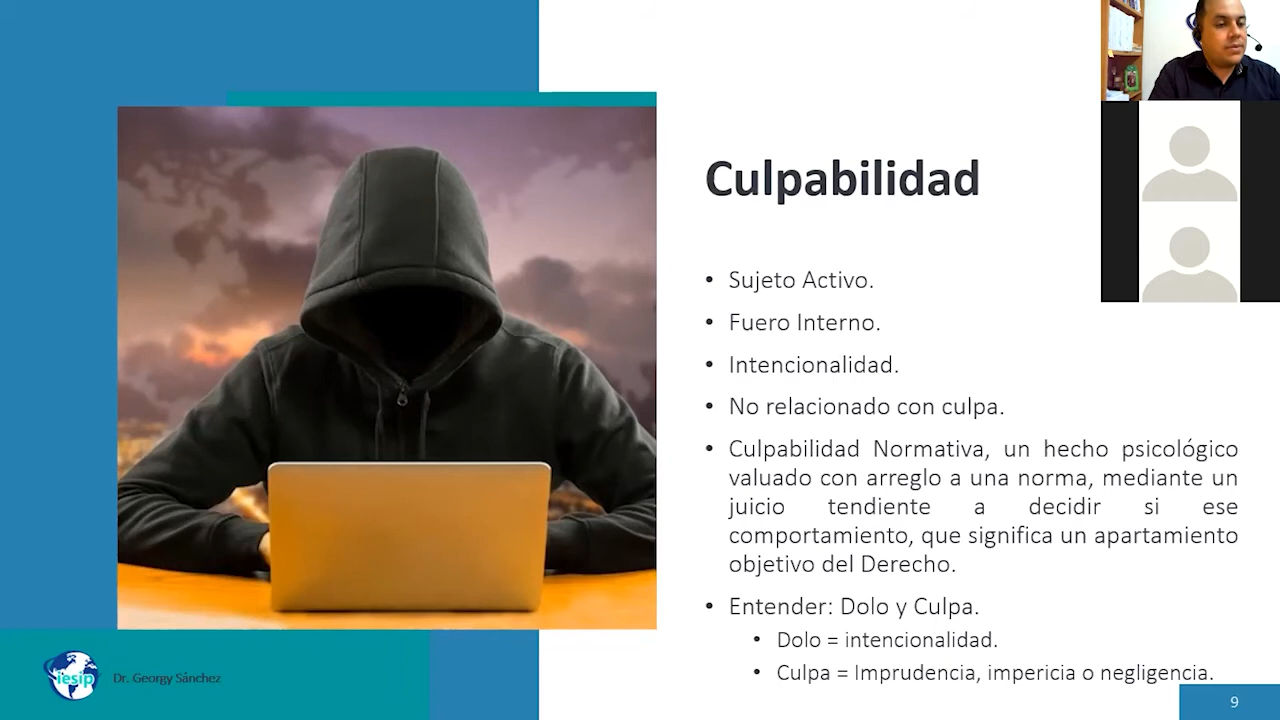 Culpabilidad
• Sujeto Activo.
• Fuero Interno.
• Intencionalidad.
• No relacionado con culpa.
• Culpabilidad Normativa, un hecho psicológico
valuado con arreglo a una norma, mediante un
juicio tendiente a decidir si ese
comportamiento, que significa un apartamiento
objetivo del Derecho.
• Entender: Dolo y Culpa.
• Dolo = intencionalidad.
• Culpa = Imprudencia, impericia o negligencia.
iesip
Dr. Georgy Sánchez
9